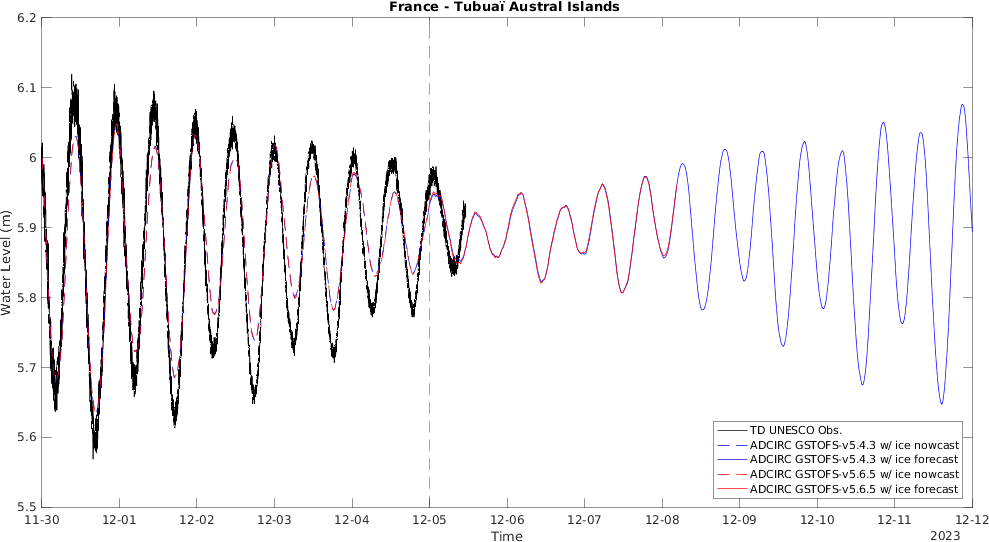 France - Tubuaï Austral Islands
6.2
6.1
6
5.9
5.8
5.7
5.6
5.5
Water Level (m)
11-30 12-01 12-02 12-03 12-04 12-05 12-06 12-07 12-08 12-09 12-10 12-11 12-12
Time
2023
TD UNESCO Obs.
ADCIRC GSTOFS-v5.4.3 w/ ice nowcast
ADCIRC GSTOFS-v5.4.3 w/ ice forecast
ADCIRC GSTOFS-v5.6.5 w/ ice nowcast
ADCIRC GSTOFS-v5.6.5 w/ ice forecast